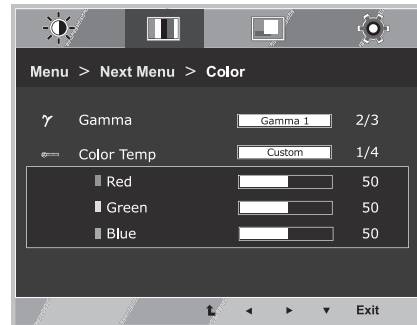 Menu > Next Menu > Color
γ Gamma Gamma 1 2/3
Color Temp Custom 1/4
Red 50
Green 50
Blue 50
Exit